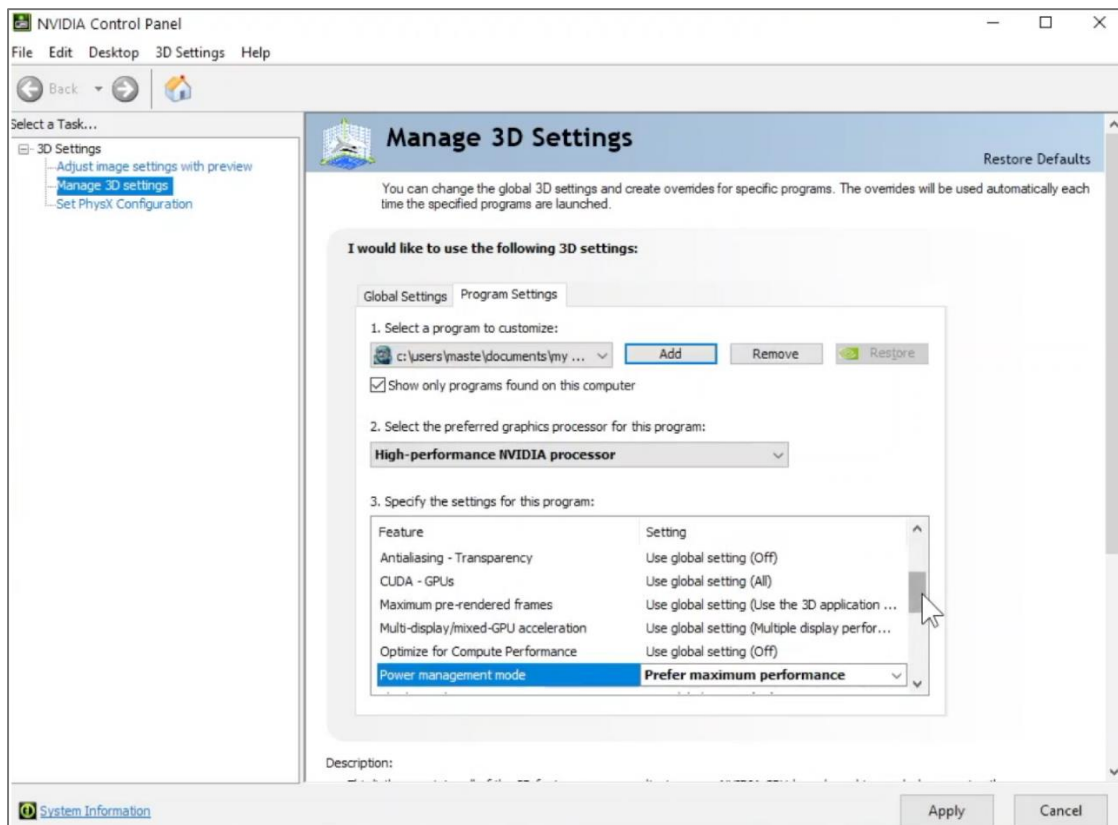 NVIDIA Control Panel
File Edit Desktop 3D Settings Help
Back
Select a Task...
3D Settings
Adjust image settings with preview
Manage 3D settings
Set PhysX Configuration
Manage 3D Settings
Restore Defaults
You can change the global 3D settings and create overrides for specific programs. The overrides will be used automatically each
time the specified programs are launched.
I would like to use the following 3D settings:
Global Settings Program Settings
1. Select a program to customize:
c:\users\maste\documents\my ... Add Remove Restore
Show only programs found on this computer
2. Select the preferred graphics processor for this program:
High-performance NVIDIA processor
3. Specify the settings for this program:
Feature Setting
Antialiasing - Transparency Use global setting (Off)
CUDA - GPUs Use global setting (All)
Maximum pre-rendered frames Use global setting (Use the 3D application ...
Multi-display/mixed-GPU acceleration Use global setting (Multiple display perfor...
Optimize for Compute Performance Use global setting (Off)
Power management mode Prefer maximum performance
Description:
System Information Apply Cancel